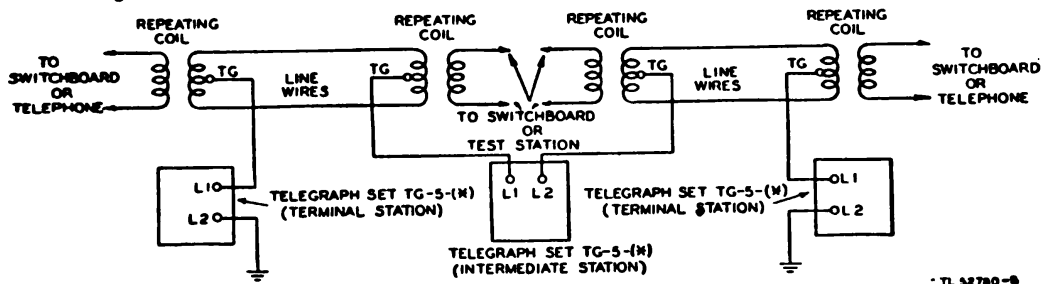 REPEATING
COIL
REPEATING
COIL
REPEATING
COIL
REPEATING
COIL
TO
SWITCHBOARD
OR
TELEPHONE
TG
LINE
WIRES
TG
TO SWITCHBOARD
OR
TEST STATION
TG
LINE
WIRES
TG
TO
SWITCHBOARD
OR
TELEPHONE
L1
L2
TELEGRAPH SET TG-5-(*)
(TERMINAL STATION)
L1 L2
TELEGRAPH SET TG-5-(*)
(INTERMEDIATE STATION)
TELEGRAPH SET TG-5-(*)
(TERMINAL STATION)
L1
L2
TL 52780-S